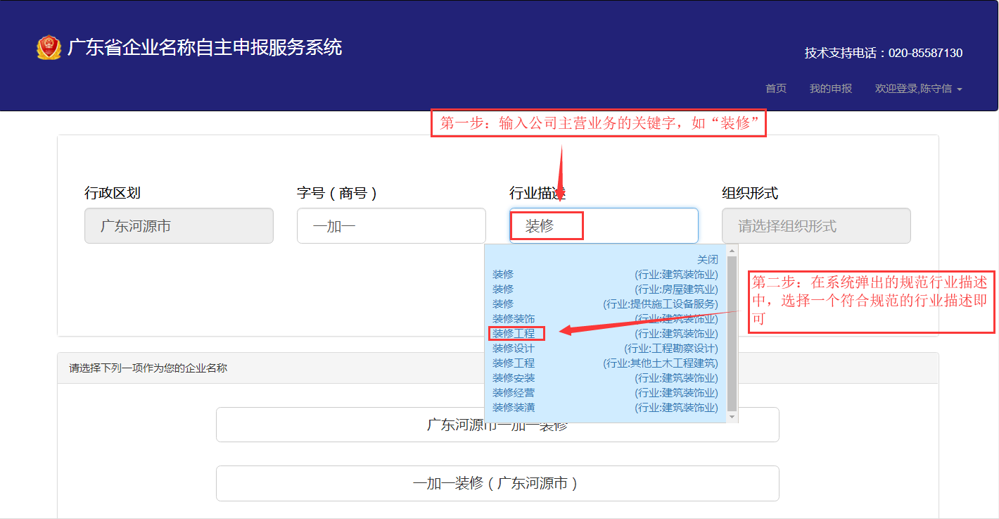 广东省企业名称自主申报服务系统
技术支持电话：020-85587130
首页 我的申报 欢迎登录,陈守信
第一步：输入公司主营业务的关键字，如“装修”
行政区划 字号（商号） 行业描述 组织形式
广东河源市 一加一 装修 请选择组织形式
关闭
装修 (行业:建筑装饰业)
装修 (行业:房屋建筑业)
装修 (行业:提供施工设备服务)
装修装饰 (行业:建筑装饰业)
装修工程 (行业:建筑装饰业)
装修设计 (行业:工程勘察设计)
装修工程 (行业:其他土木工程建筑)
装修安装 (行业:建筑装饰业)
装修经营 (行业:建筑装饰业)
装修装潢 (行业:建筑装饰业)
第二步：在系统弹出的规范行业描述
中，选择一个符合规范的行业描述即
可
请选择下列一项作为您的企业名称
广东河源市一加一装修
一加一装修（广东河源市）